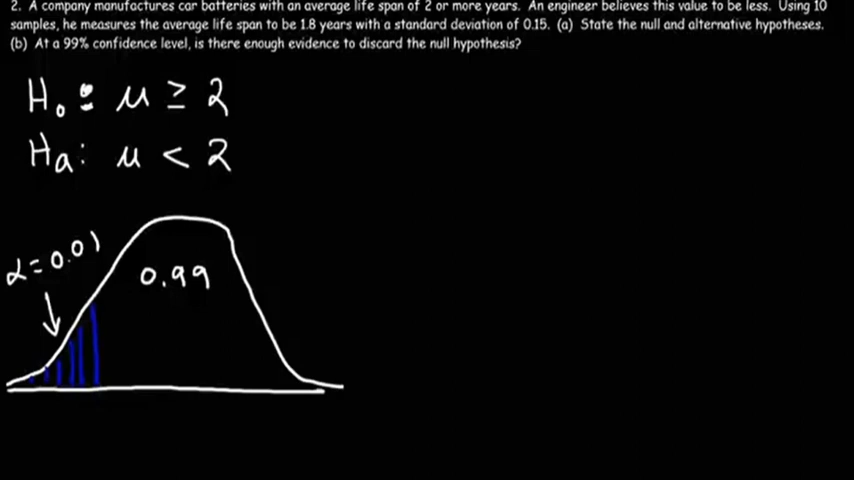 2. A company manufactures car batteries with an average life span of 2 or more years. An engineer believes this value to be less. Using 10
samples, he measures the average life span to be 1.8 years with a standard deviation of 0.15. (a) State the null and alternative hypotheses.
(b) At a 99% confidence level, is there enough evidence to discard the null hypothesis?
H₀: μ ≥ 2
Hₐ: μ < 2
α = 0.01
0.99